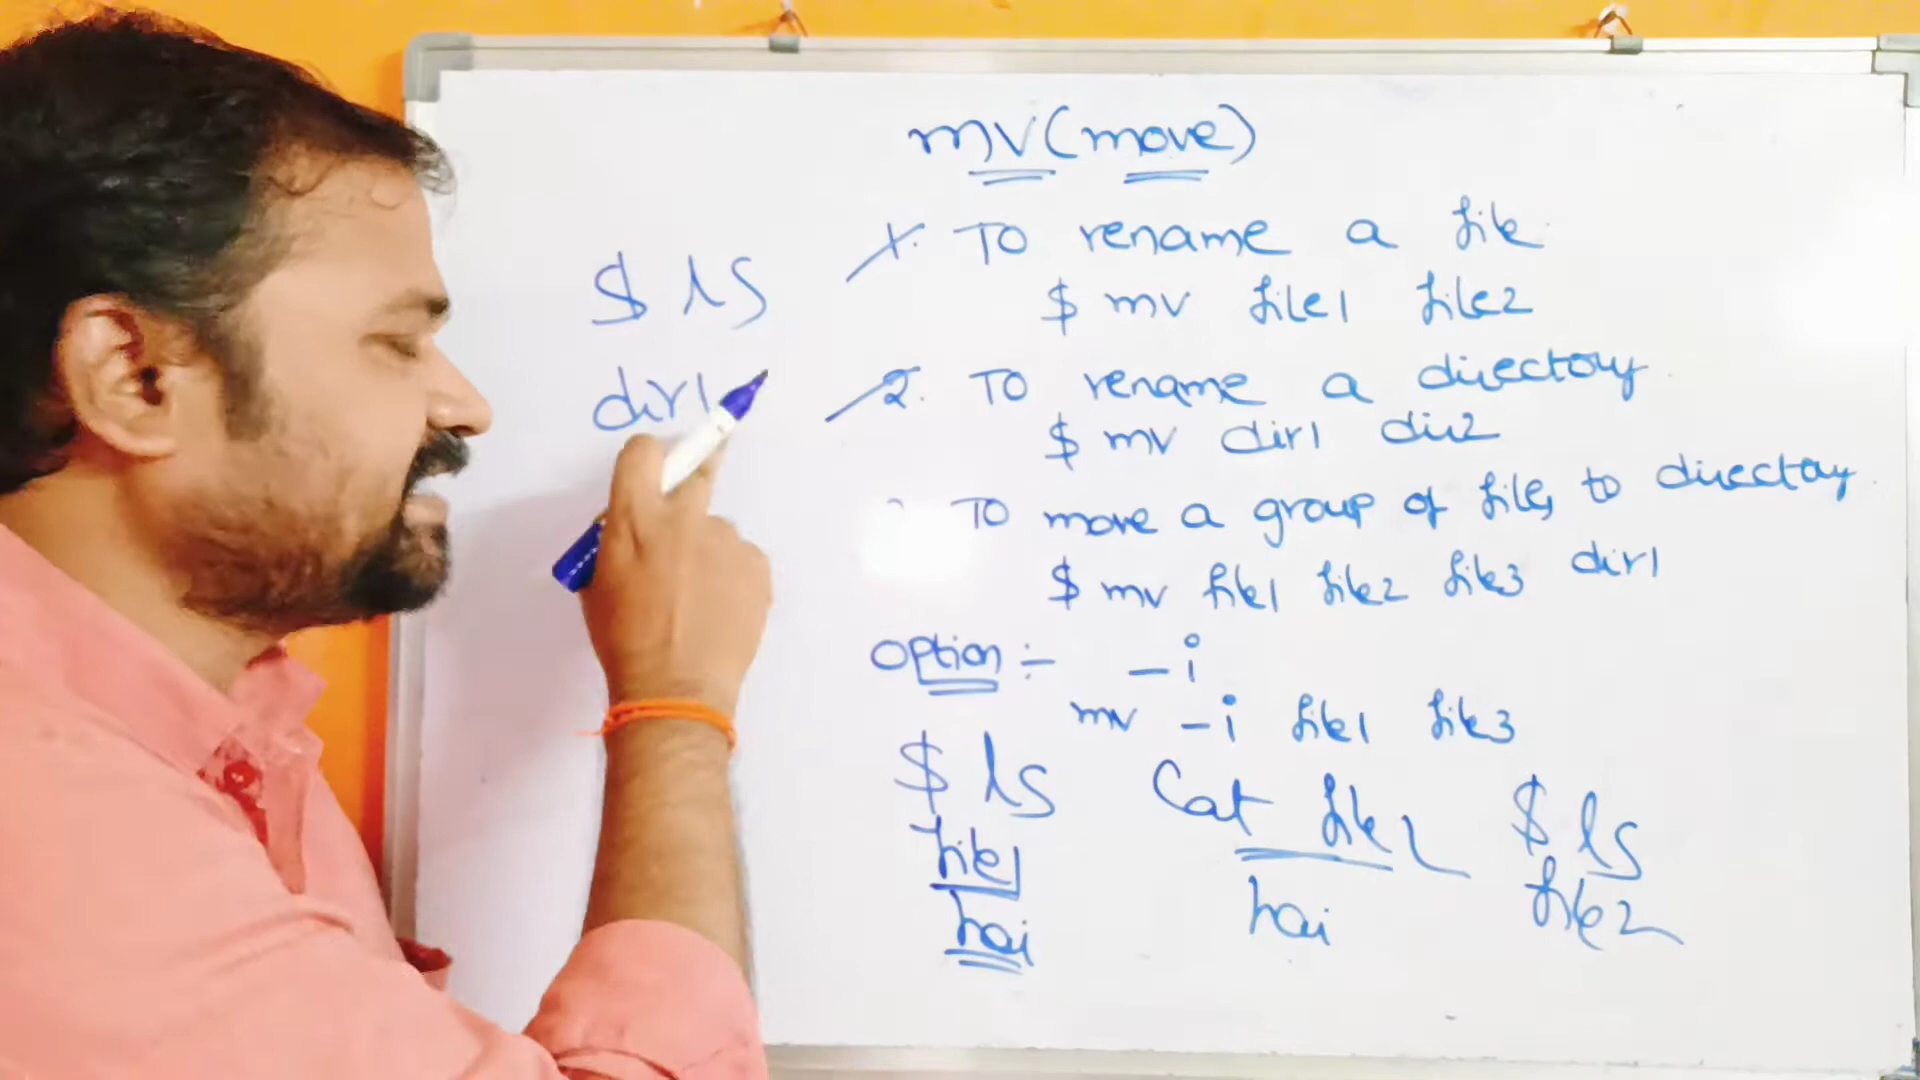 mv (move)
1. To rename a file
$ mv file1 file2
2. To rename a directory
$ mv dir1 dir2
To move a group of files to directory
$ mv file1 file2 file3 dir1
Option :- -i
mv -i file1 file3
$ ls
file1
hai
Cat file2
hai
$ ls
file2
$ ls
dir1